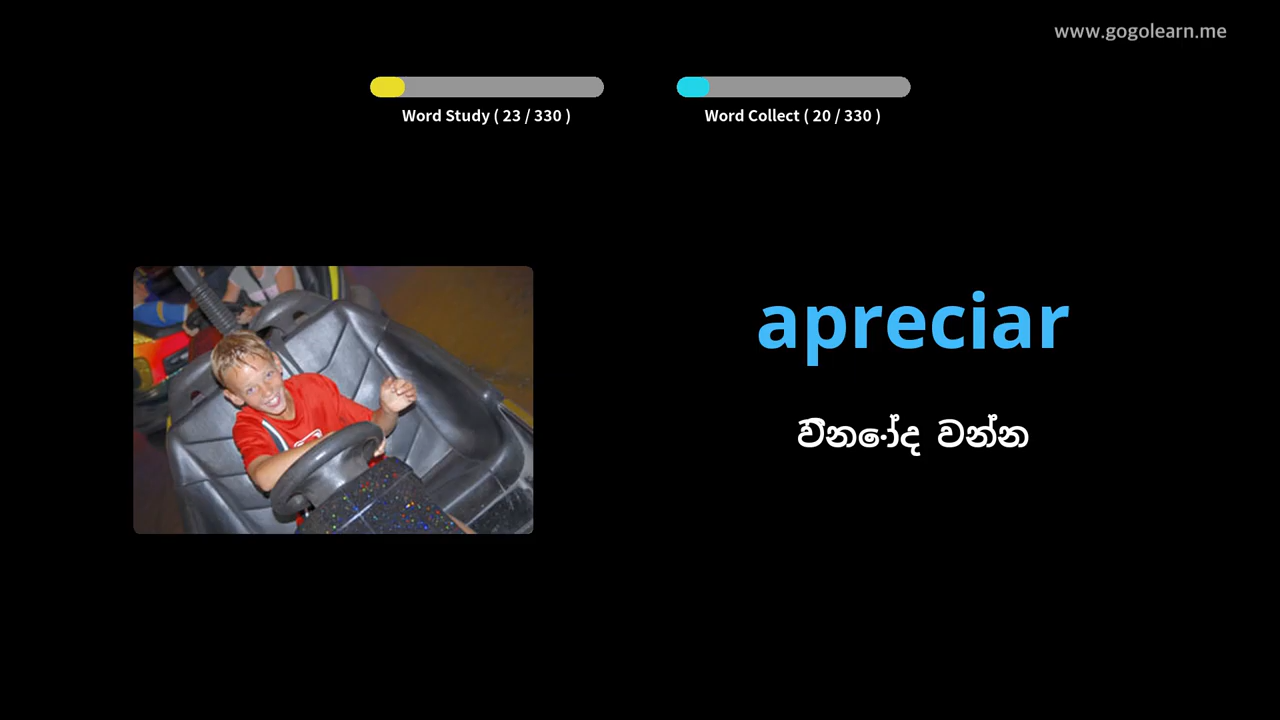 www.gogolearn.me
Word Study ( 23 / 330 )
Word Collect ( 20 / 330 )
apreciar
විනෝද වන්න